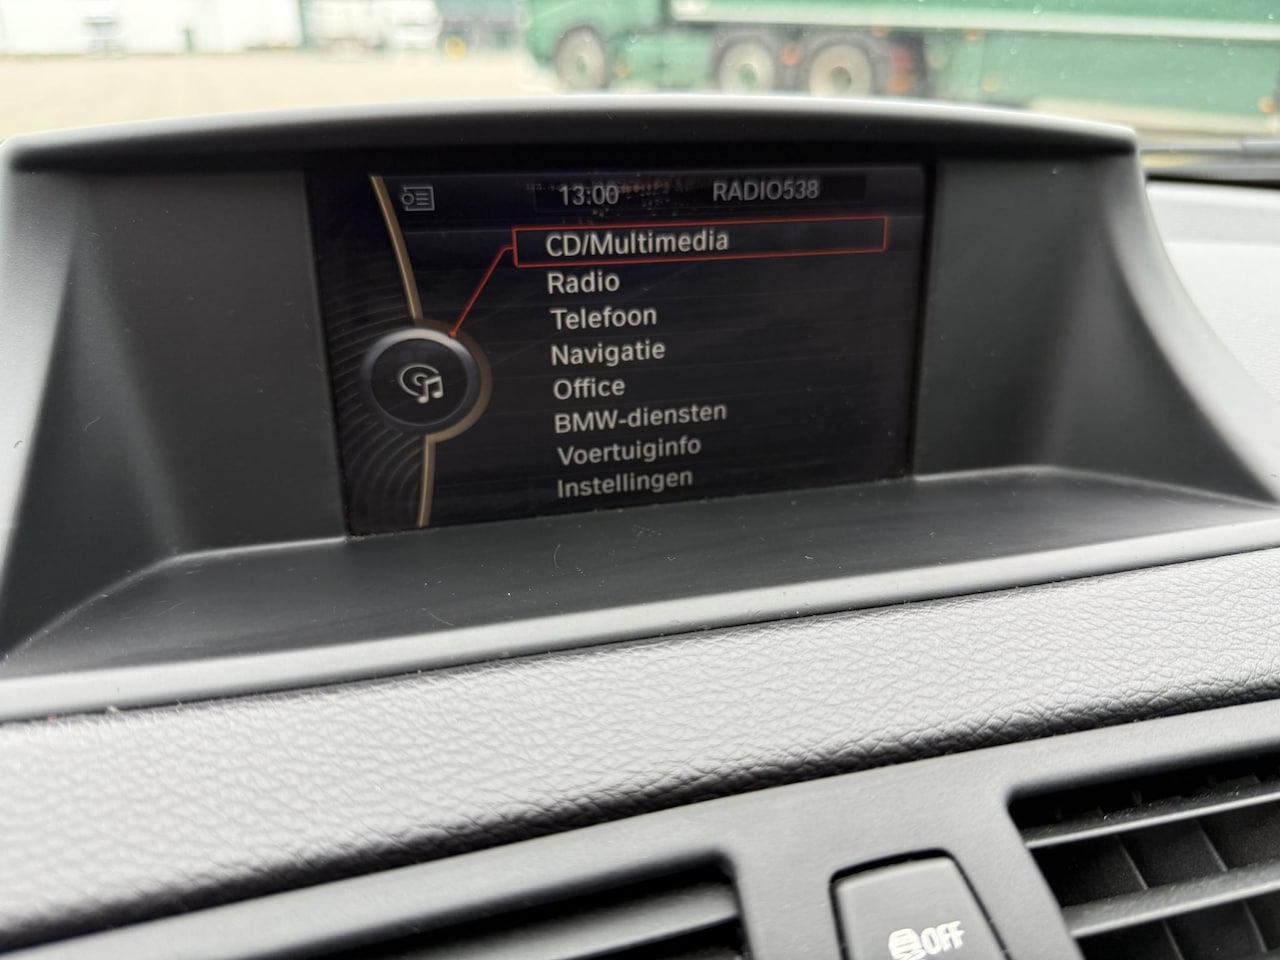 13:00 RADIO538
CD/Multimedia
Radio
Telefoon
Navigatie
Office
BMW-diensten
Voertuiginfo
Instellingen
OFF